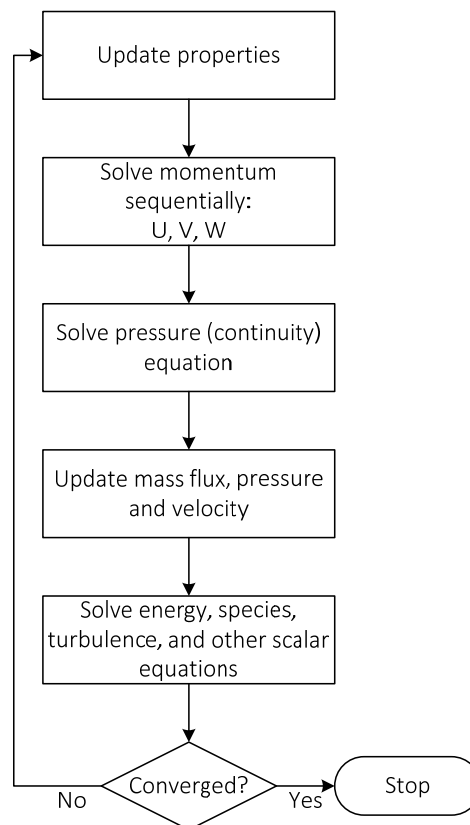 Update properties
Solve momentum
sequentially:
U, V, W
Solve pressure (continuity)
equation
Update mass flux, pressure
and velocity
Solve energy, species,
turbulence, and other scalar
equations
Converged?
No
Yes
Stop